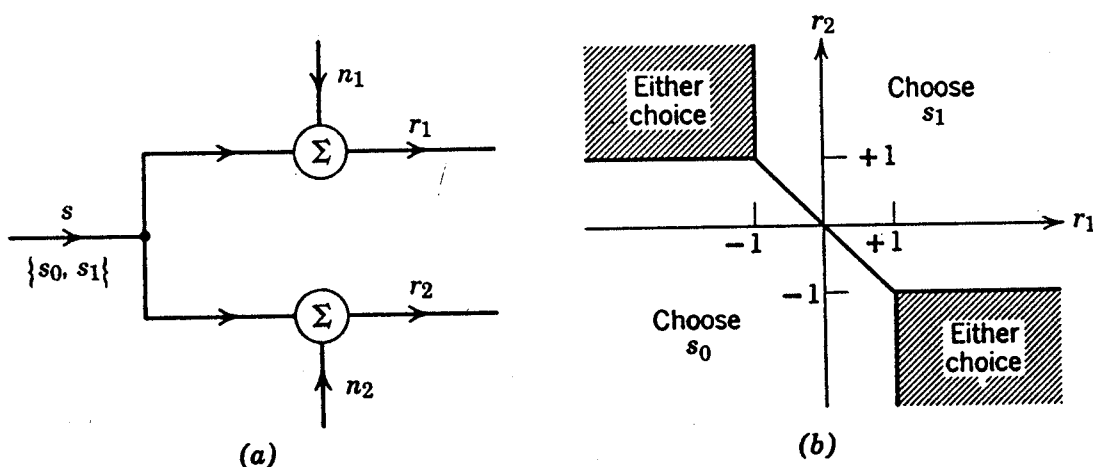 n₁
r₁
Σ
s
{s₀, s₁}
r₂
Σ
n₂
(a)
r₂
Either
choice
Choose
s₁
+1
r₁
−1
+1
−1
Choose
s₀
Either
choice
(b)